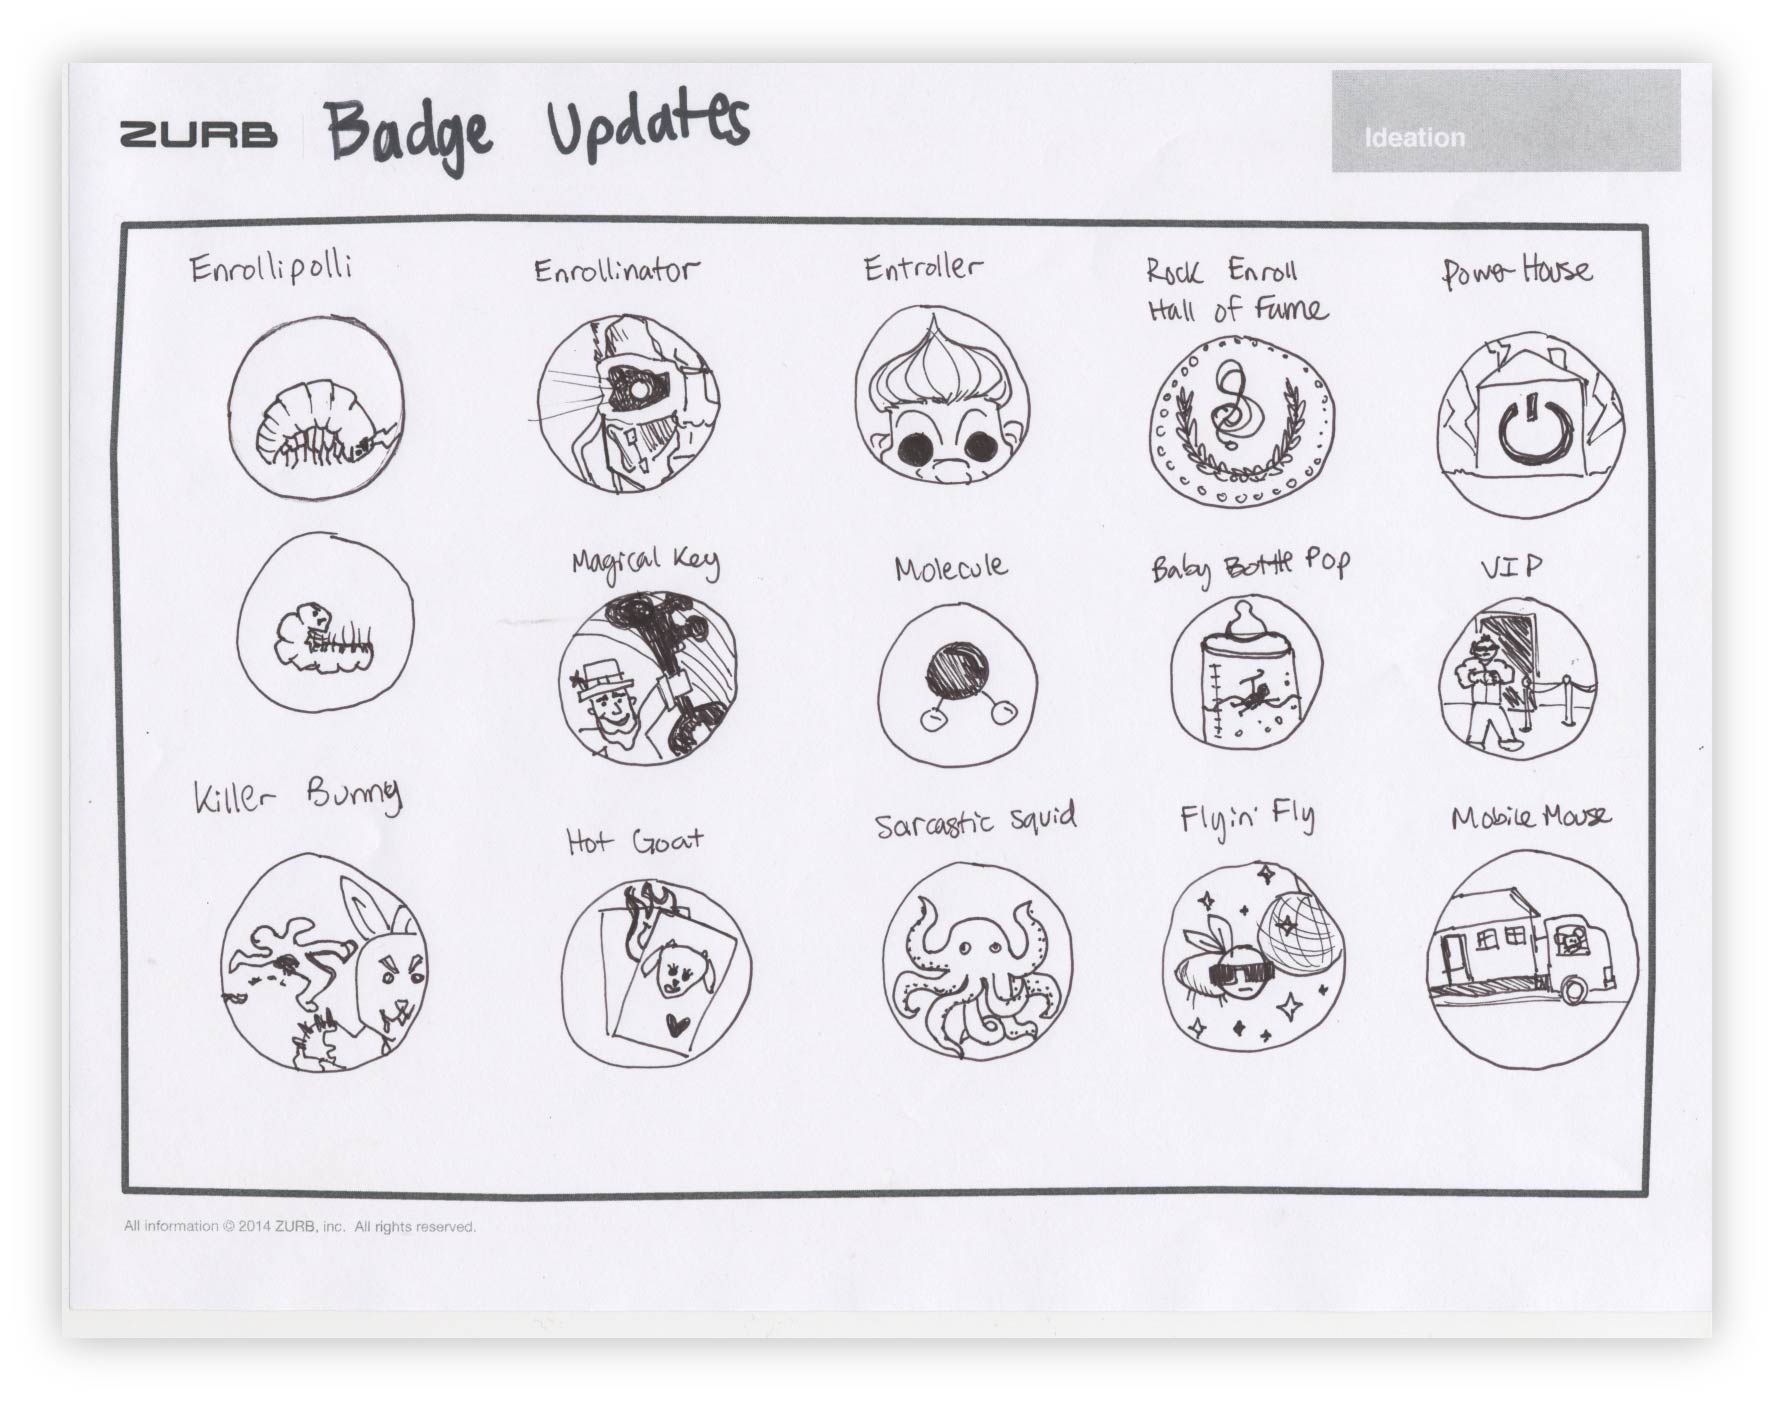 ZURB Badge Updates
Ideation
Enrollipolli
Enrollinator
Entroller
Rock Enroll
Hall of Fame
Power House
Magical Key
Molecule
Baby Bottle Pop
VIP
Killer Bunny
Hot Goat
Sarcastic Squid
Flyin' Fly
Mobile Mouse
All information © 2014 ZURB, inc. All rights reserved.